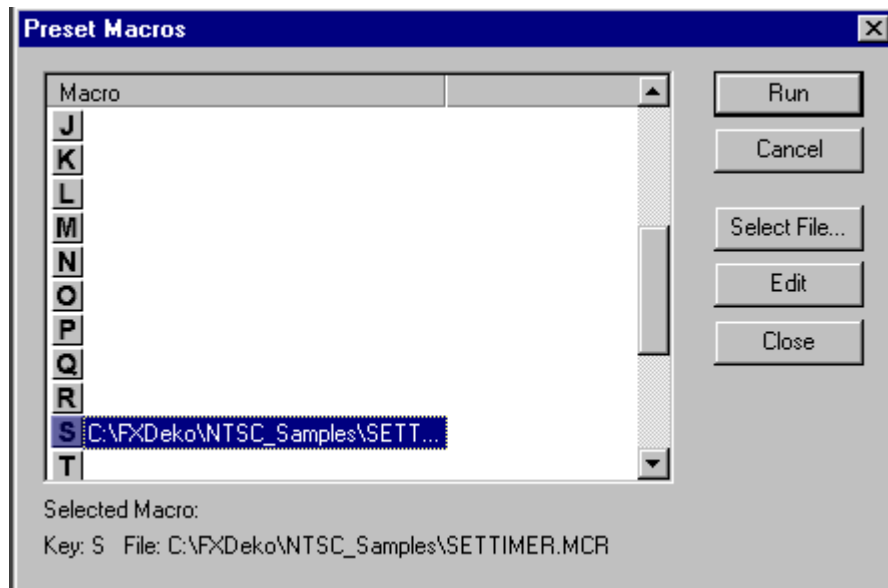 Preset Macros
Macro
J
K
L
M
N
O
P
Q
R
S C:\FXDeko\NTSC_Samples\SETT...
T
Run
Cancel
Select File...
Edit
Close
Selected Macro:
Key: S File: C:\FXDeko\NTSC_Samples\SETTIMER.MCR